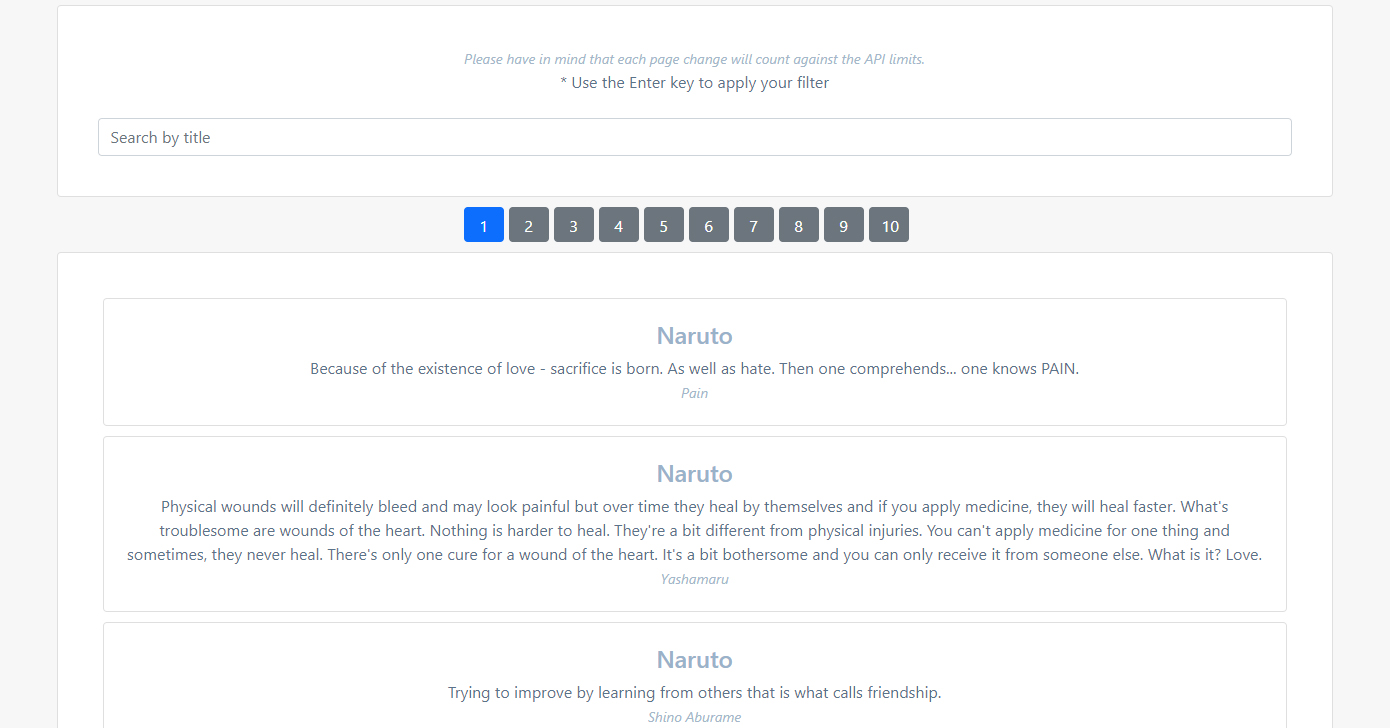 Please have in mind that each page change will count against the API limits.
* Use the Enter key to apply your filter
Search by title
1 2 3 4 5 6 7 8 9 10
Naruto
Because of the existence of love - sacrifice is born. As well as hate. Then one comprehends... one knows PAIN.
Pain
Naruto
Physical wounds will definitely bleed and may look painful but over time they heal by themselves and if you apply medicine, they will heal faster. What's
troublesome are wounds of the heart. Nothing is harder to heal. They're a bit different from physical injuries. You can't apply medicine for one thing and
sometimes, they never heal. There's only one cure for a wound of the heart. It's a bit bothersome and you can only receive it from someone else. What is it? Love.
Yashamaru
Naruto
Trying to improve by learning from others that is what calls friendship.
Shino Aburame